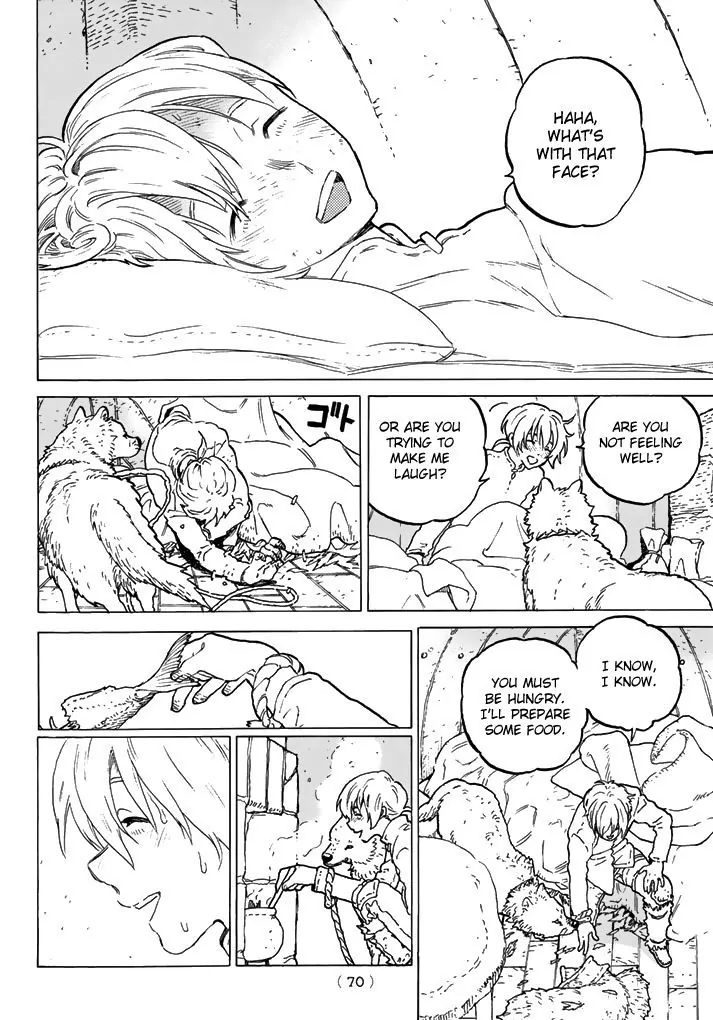 HAHA,
WHAT'S
WITH THAT
FACE?
ARE YOU
NOT FEELING
WELL?
OR ARE YOU
TRYING TO
MAKE ME
LAUGH?
ゴト
I KNOW,
I KNOW.
YOU MUST
BE HUNGRY.
I'LL PREPARE
SOME FOOD.
( 70 )